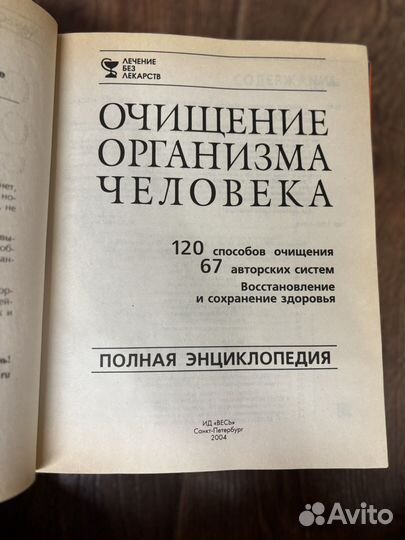 ЛЕЧЕНИЕ
БЕЗ
ЛЕКАРСТВ
ОЧИЩЕНИЕ
ОРГАНИЗМА
ЧЕЛОВЕКА
120 способов очищения
67 авторских систем
Восстановление
и сохранение здоровья
ПОЛНАЯ ЭНЦИКЛОПЕДИЯ
ИД «ВЕСЬ»
Санкт-Петербург
2004
Avito